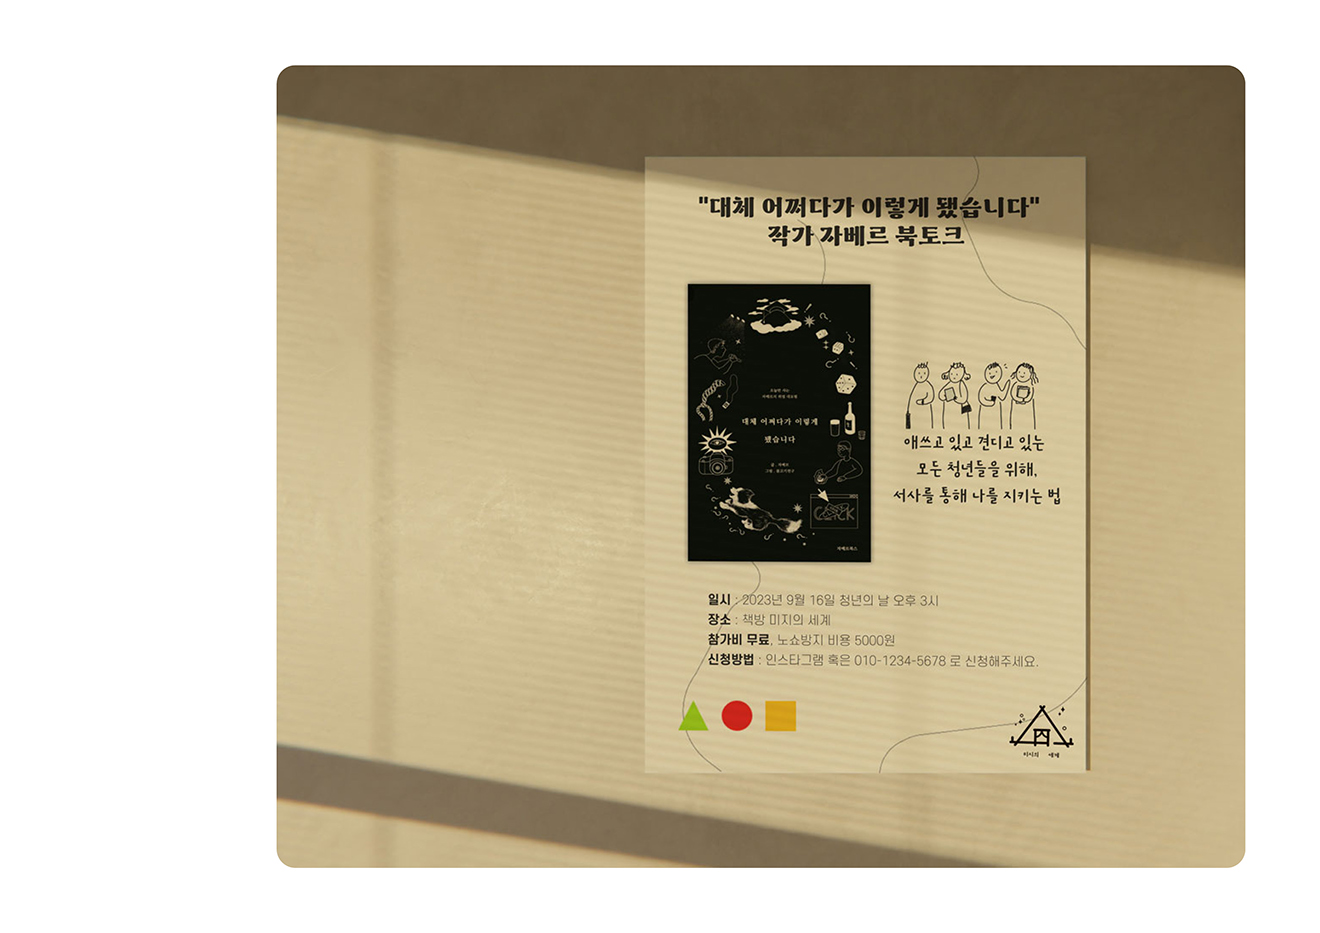 "대체 어쩌다가 이렇게 됐습니다"
작가 자베르 북토크
대체 어쩌다가 이렇게
됐습니다
CLICK
자베르북스
애쓰고 있고 견디고 있는
모든 청년들을 위해,
서사를 통해 나를 지키는 법
일시 : 2023년 9월 16일 청년의 날 오후 3시
장소 : 책방 미지의 세계
참가비 무료, 노쇼방지 비용 5000원
신청방법 : 인스타그램 혹은 010-1234-5678 로 신청해주세요.